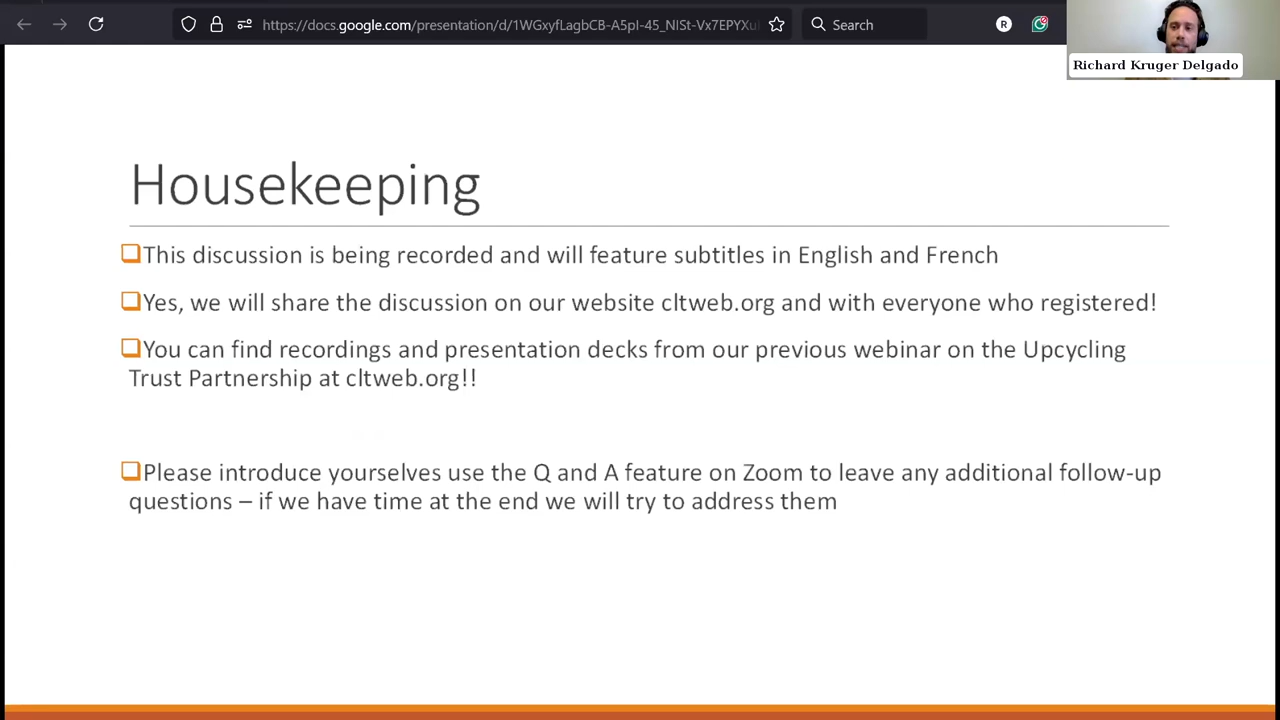 https://docs.google.com/presentation/d/1WGxyfLagbCB-A5pI-45_NISt-Vx7EPYXu
Search
R
Richard Kruger Delgado
Housekeeping
This discussion is being recorded and will feature subtitles in English and French
Yes, we will share the discussion on our website cltweb.org and with everyone who registered!
You can find recordings and presentation decks from our previous webinar on the Upcycling
Trust Partnership at cltweb.org!!
Please introduce yourselves use the Q and A feature on Zoom to leave any additional follow-up
questions – if we have time at the end we will try to address them